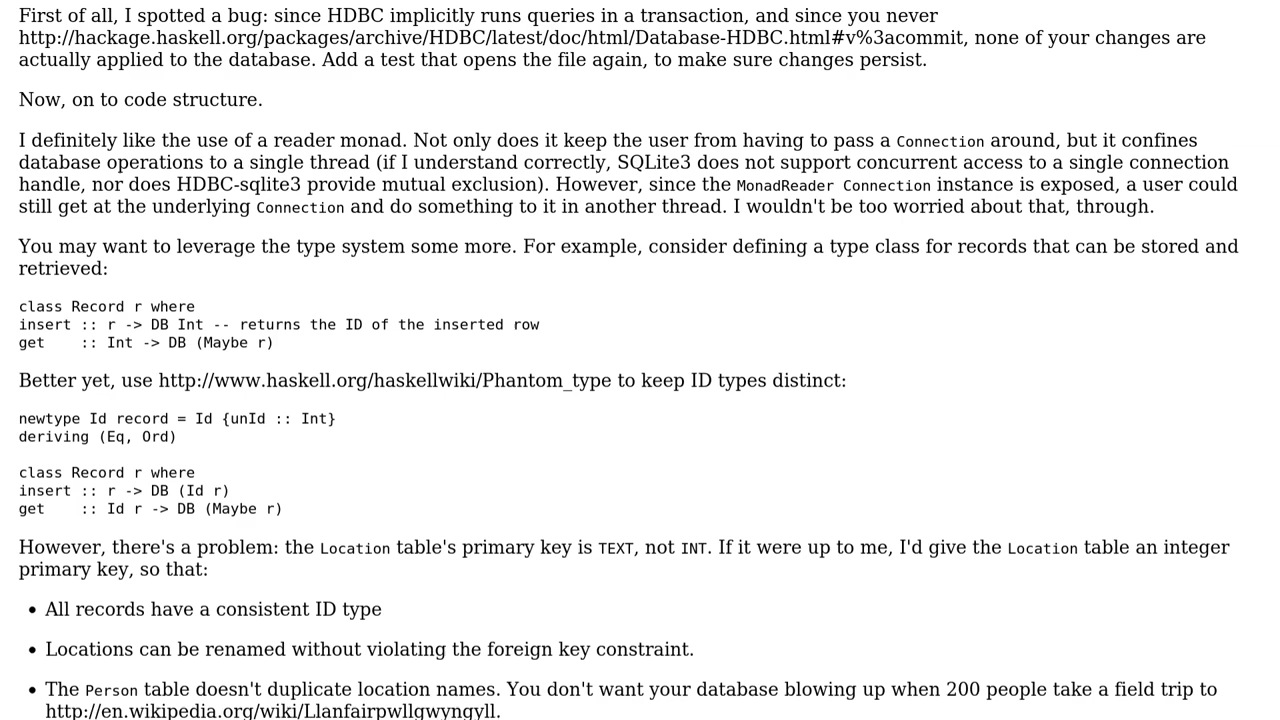 First of all, I spotted a bug: since HDBC implicitly runs queries in a transaction, and since you never
http://hackage.haskell.org/packages/archive/HDBC/latest/doc/html/Database-HDBC.html#v%3acommit, none of your changes are
actually applied to the database. Add a test that opens the file again, to make sure changes persist.
Now, on to code structure.
I definitely like the use of a reader monad. Not only does it keep the user from having to pass a Connection around, but it confines
database operations to a single thread (if I understand correctly, SQLite3 does not support concurrent access to a single connection
handle, nor does HDBC-sqlite3 provide mutual exclusion). However, since the MonadReader Connection instance is exposed, a user could
still get at the underlying Connection and do something to it in another thread. I wouldn't be too worried about that, through.
You may want to leverage the type system some more. For example, consider defining a type class for records that can be stored and
retrieved:
class Record r where
insert :: r -> DB Int -- returns the ID of the inserted row
get    :: Int -> DB (Maybe r)
Better yet, use http://www.haskell.org/haskellwiki/Phantom_type to keep ID types distinct:
newtype Id record = Id {unId :: Int}
deriving (Eq, Ord)
class Record r where
insert :: r -> DB (Id r)
get    :: Id r -> DB (Maybe r)
However, there's a problem: the Location table's primary key is TEXT, not INT. If it were up to me, I'd give the Location table an integer
primary key, so that:
• All records have a consistent ID type
• Locations can be renamed without violating the foreign key constraint.
• The Person table doesn't duplicate location names. You don't want your database blowing up when 200 people take a field trip to
http://en.wikipedia.org/wiki/Llanfairpwllgwyngyll.